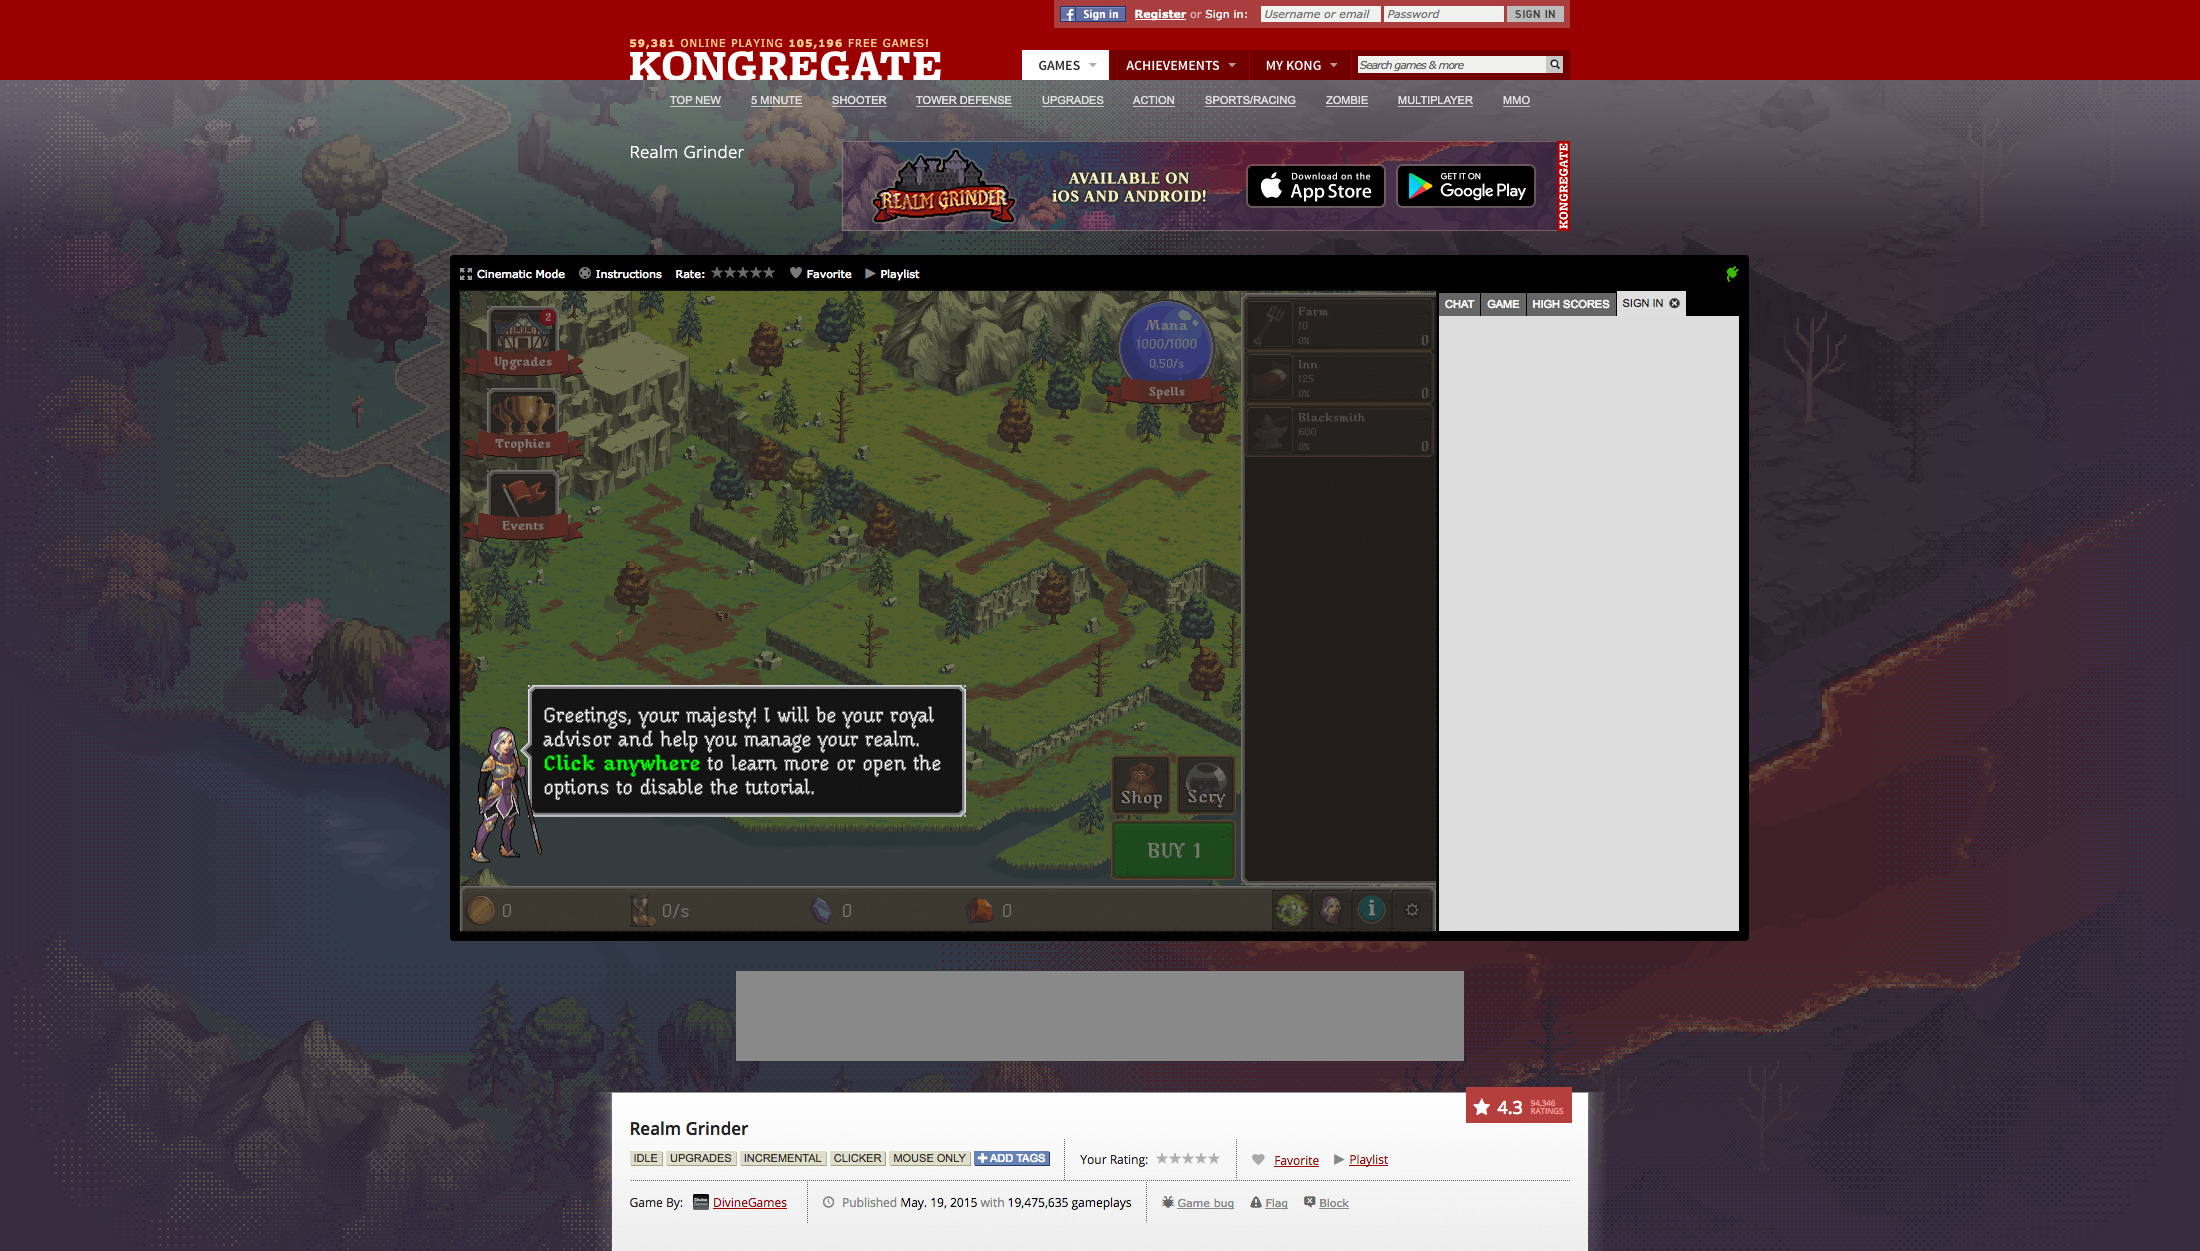 Sign in Register or Sign in: Username or email Password SIGN IN
59,381 ONLINE PLAYING 105,196 FREE GAMES!
KONGREGATE
GAMES ACHIEVEMENTS MY KONG Search games & more
TOP NEW 5 MINUTE SHOOTER TOWER DEFENSE UPGRADES ACTION SPORTS/RACING ZOMBIE MULTIPLAYER MMO
Realm Grinder
REALM GRINDER
AVAILABLE ON
iOS AND ANDROID!
Download on the
App Store
GET IT ON
Google Play
KONGREGATE
Cinematic Mode Instructions Rate: Favorite Playlist
CHAT GAME HIGH SCORES SIGN IN
2
Upgrades
Trophies
Events
Mana
1000/1000
0,50/s
Spells
Farm
10
0% 0
Inn
125
0% 0
Blacksmith
600
0% 0
Greetings, your majesty! I will be your royal
advisor and help you manage your realm.
Click anywhere to learn more or open the
options to disable the tutorial.
Shop Scry
BUY 1
0 0/s 0 0
i
4.3 94,346
RATINGS
Realm Grinder
IDLE UPGRADES INCREMENTAL CLICKER MOUSE ONLY +ADD TAGS Your Rating: Favorite Playlist
Game By: DivineGames Published May. 19, 2015 with 19,475,635 gameplays Game bug Flag Block